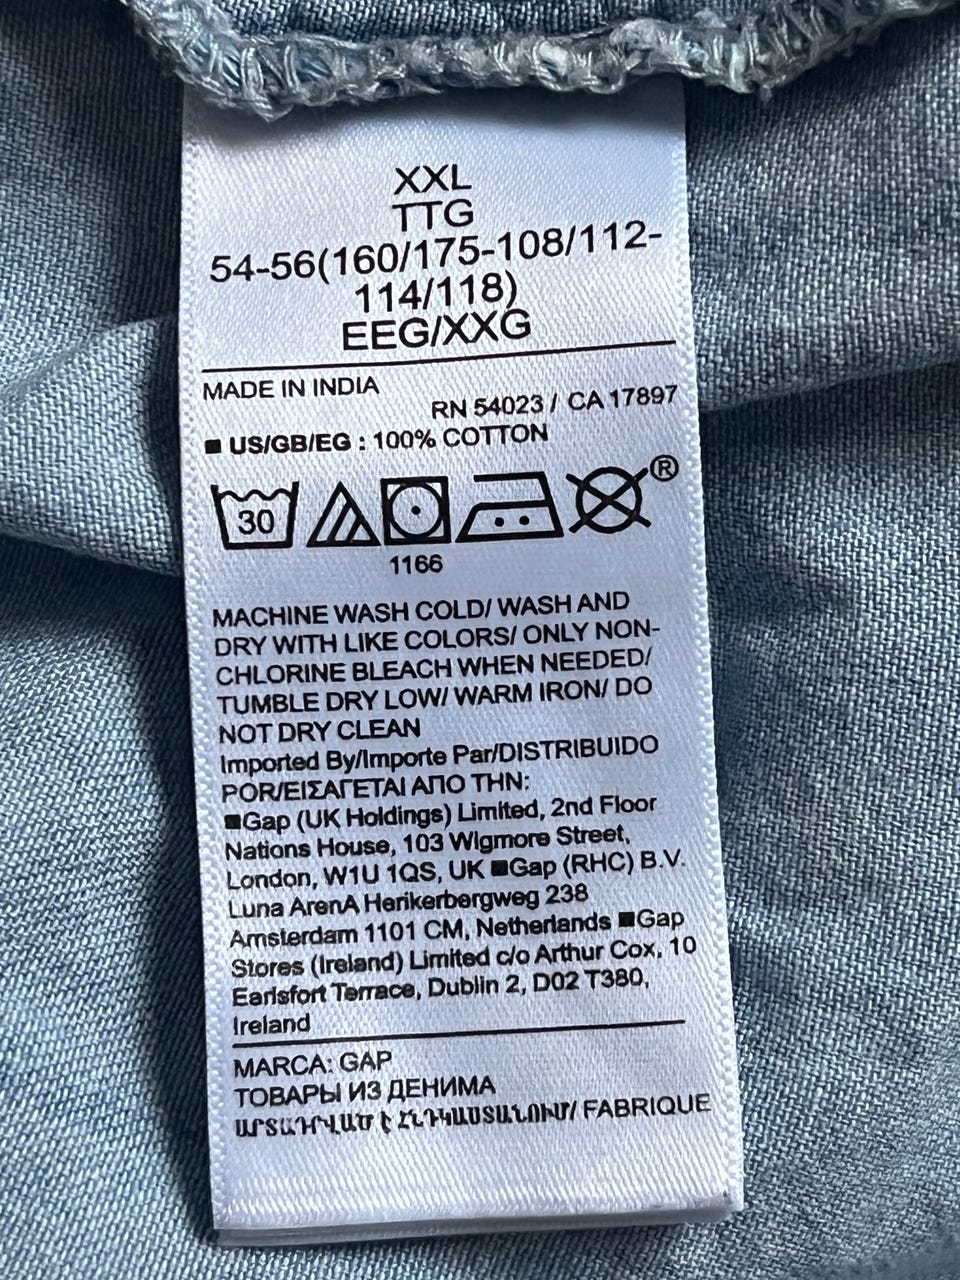 XXL
TTG
54-56(160/175-108/112-
114/118)
EEG/XXG
MADE IN INDIA
RN 54023 / CA 17897
■ US/GB/EG : 100% COTTON
30
®
1166
MACHINE WASH COLD/ WASH AND
DRY WITH LIKE COLORS/ ONLY NON-
CHLORINE BLEACH WHEN NEEDED/
TUMBLE DRY LOW/ WARM IRON/ DO
NOT DRY CLEAN
Imported By/Importe Par/DISTRIBUIDO
POR/ΕΙΣΑΓΕΤΑΙ ΑΠΟ ΤΗΝ:
■Gap (UK Holdings) Limited, 2nd Floor
Nations House, 103 Wigmore Street,
London, W1U 1QS, UK ■Gap (RHC) B.V.
Luna ArenA Herikerbergweg 238
Amsterdam 1101 CM, Netherlands ■Gap
Stores (Ireland) Limited c/o Arthur Cox, 10
Earlsfort Terrace, Dublin 2, D02 T380,
Ireland
MARCA: GAP
ТОВАРЫ ИЗ ДЕНИМА
ԱՐՏԱԴՐՎԱԾ Է ՀՆԴԿԱՍՏԱՆՈՒՄ/ FABRIQUE